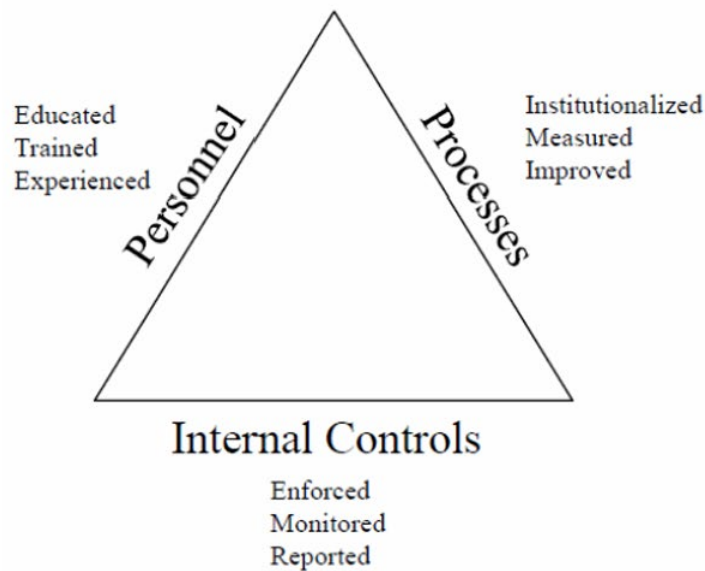 Educated
Trained
Experienced
Personnel
Processes
Institutionalized
Measured
Improved
Internal Controls
Enforced
Monitored
Reported